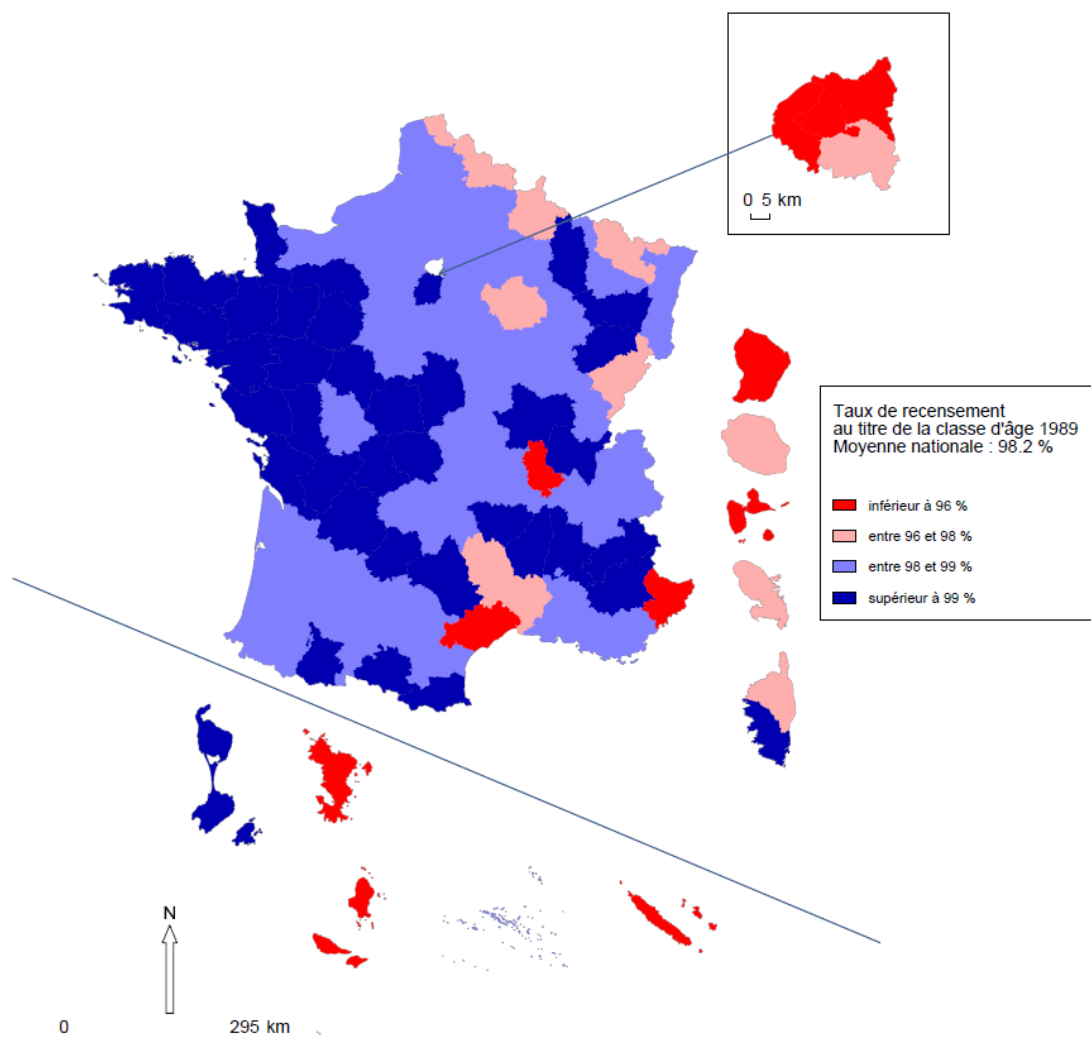 0 5 km
Taux de recensement
au titre de la classe d'âge 1989
Moyenne nationale : 98.2 %
inférieur à 96 %
entre 96 et 98 %
entre 98 et 99 %
supérieur à 99 %
N
0 295 km